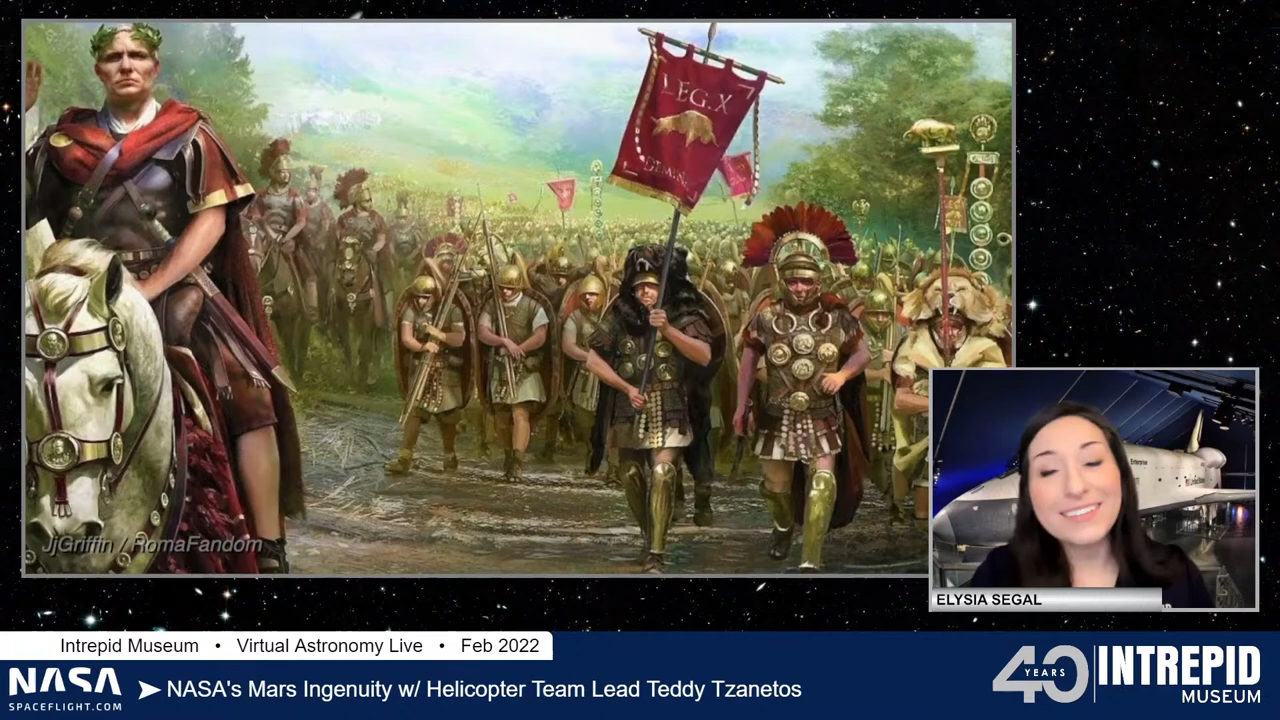 LEG.X
JjGriffin / RomaFandom
Enterprise
ELYSIA SEGAL
Intrepid Museum • Virtual Astronomy Live • Feb 2022
NASA
SPACEFLIGHT.COM
NASA's Mars Ingenuity w/ Helicopter Team Lead Teddy Tzanetos
40
YEARS
INTREPID
MUSEUM